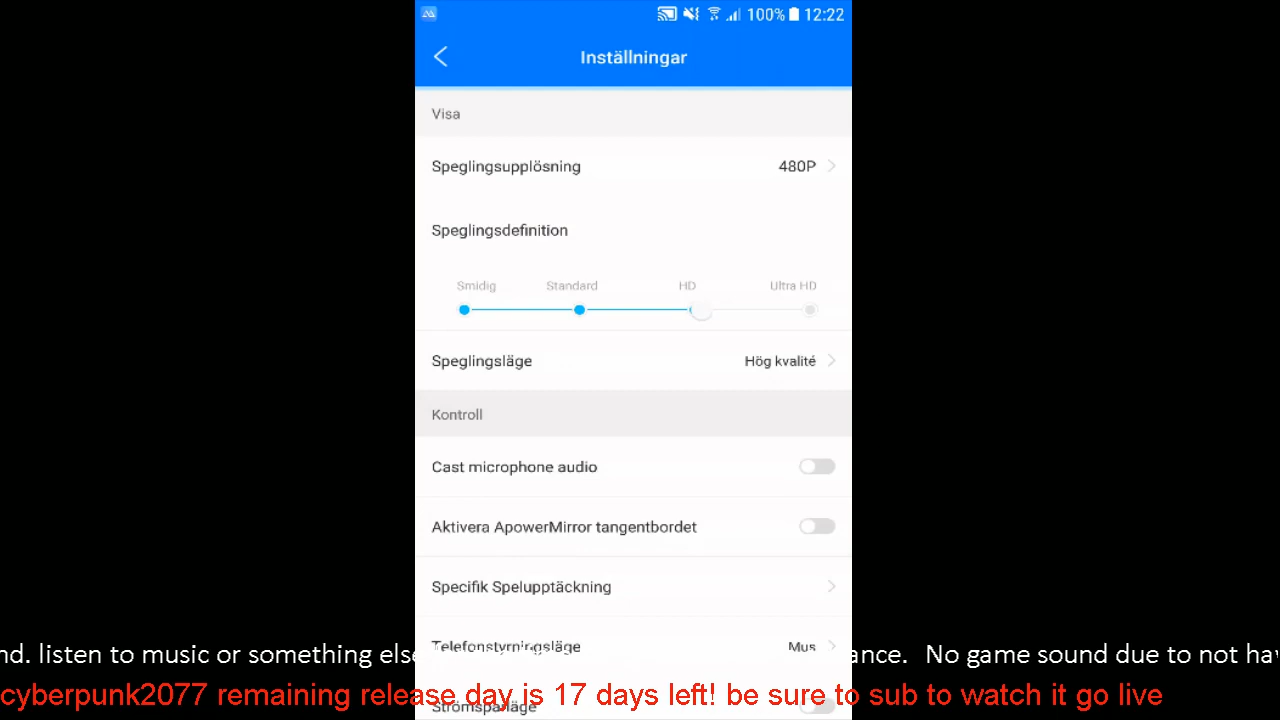 100% 12:22
Inställningar
Visa
Speglingsupplösning 480P
Speglingsdefinition
Smidig Standard HD Ultra HD
Speglingsläge Hög kvalité
Kontroll
Cast microphone audio
Aktivera ApowerMirror tangentbordet
Specifik Spelupptäckning
Telefonstyrningsläge Mus
nd. listen to music or something else ance. No game sound due to not hav
cyberpunk2077 remaining release day is 17 days left! be sure to sub to watch it go live
Strömsparläge